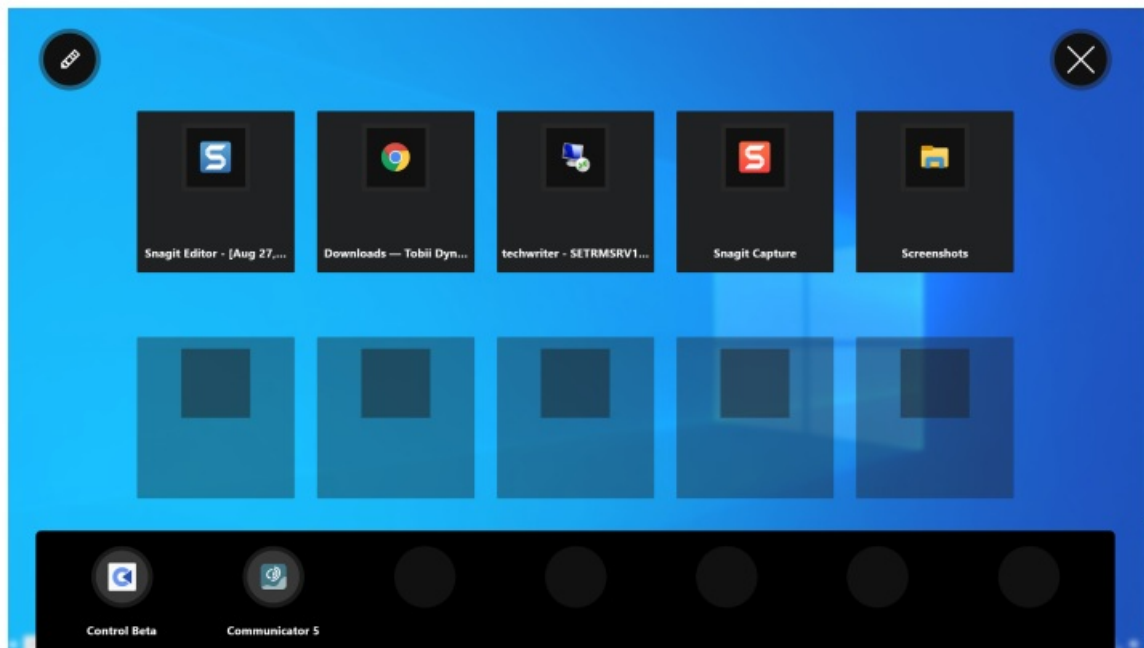 Snagit Editor - [Aug 27,...
Downloads — Tobii Dyn...
techwriter - SETRMSRV1...
Snagit Capture
Screenshots
Control Beta
Communicator 5